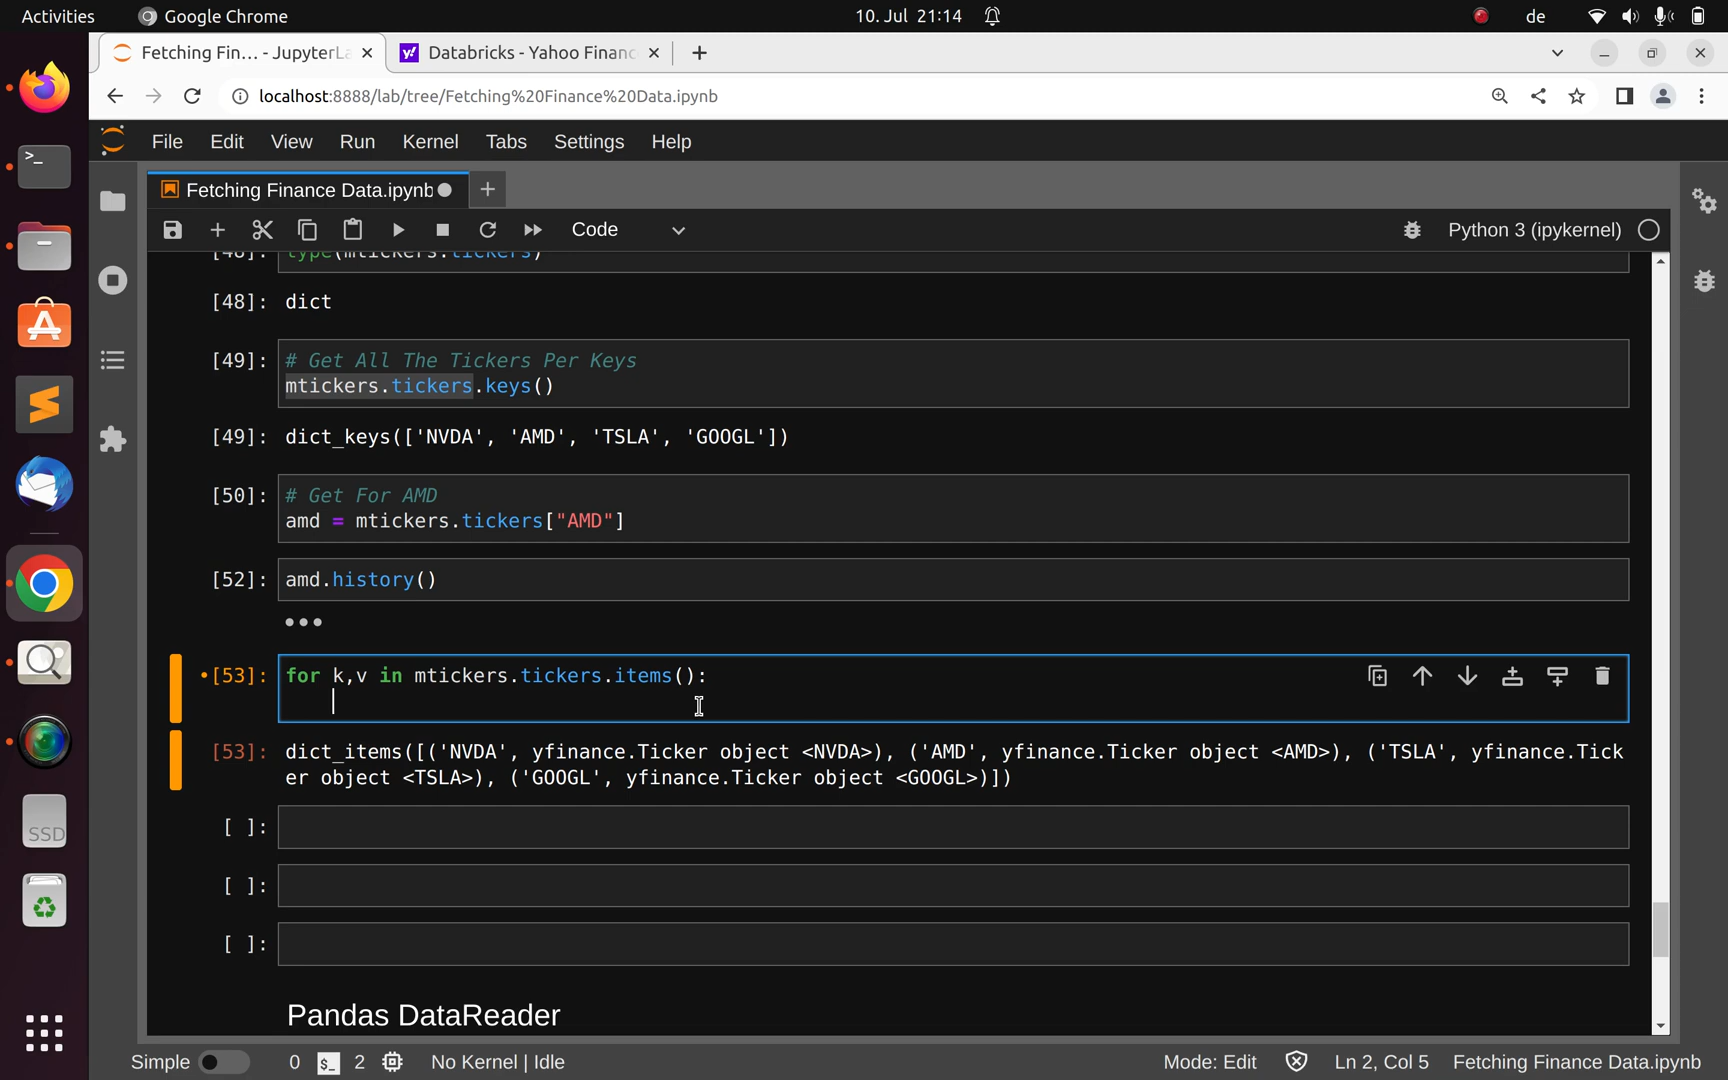 Activities
Google Chrome
10. Jul 21:14
de
Fetching Fin… - JupyterLa
Databricks - Yahoo Financ
localhost:8888/lab/tree/Fetching%20Finance%20Data.ipynb
File Edit View Run Kernel Tabs Settings Help
Fetching Finance Data.ipynb
Code
Python 3 (ipykernel)
[48]: type(mtickers.tickers)
[48]: dict
[49]: # Get All The Tickers Per Keys
mtickers.tickers.keys()
[49]: dict_keys(['NVDA', 'AMD', 'TSLA', 'GOOGL'])
[50]: # Get For AMD
amd = mtickers.tickers["AMD"]
[52]: amd.history()
•[53]: for k,v in mtickers.tickers.items():
[53]: dict_items([('NVDA', yfinance.Ticker object <NVDA>), ('AMD', yfinance.Ticker object <AMD>), ('TSLA', yfinance.Tick
er object <TSLA>), ('GOOGL', yfinance.Ticker object <GOOGL>)])
[ ]:
[ ]:
[ ]:
SSD
Pandas DataReader
Simple 0 $_ 2 No Kernel | Idle Mode: Edit Ln 2, Col 5 Fetching Finance Data.ipynb